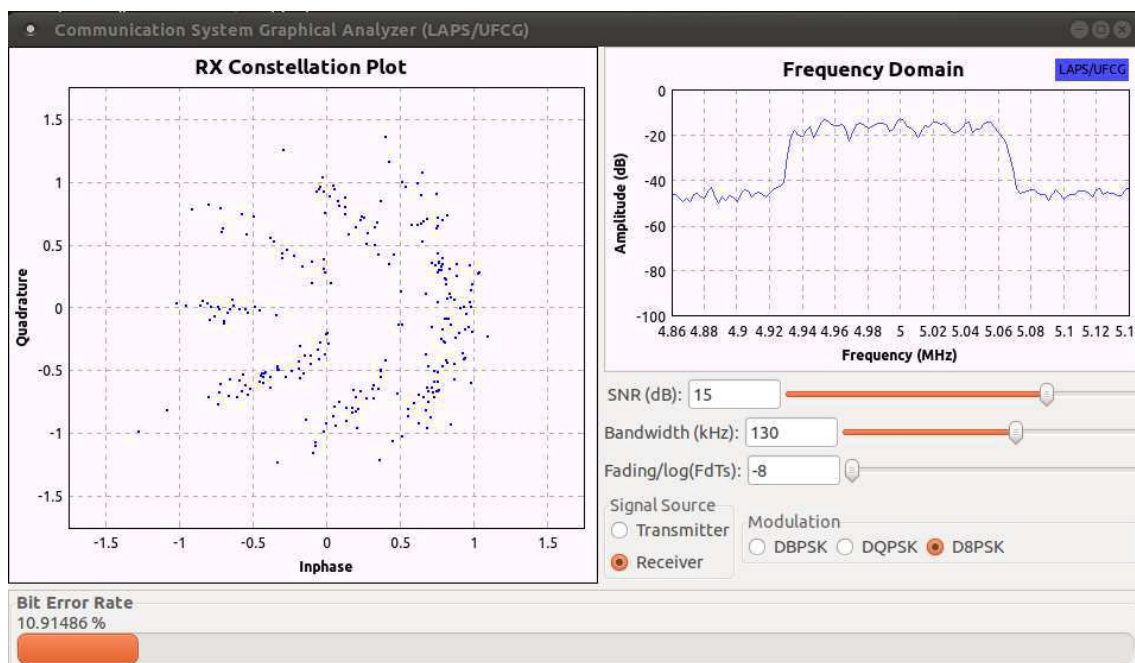 Communication System Graphical Analyzer (LAPS/UFCG)
RX Constellation Plot
1.5
1
0.5
0
-0.5
-1
-1.5
Quadrature
-1.5 -1 -0.5 0 0.5 1 1.5
Inphase
Frequency Domain
LAPS/UFCG
0
-20
-40
-60
-80
-100
Amplitude (dB)
4.86 4.88 4.9 4.92 4.94 4.96 4.98 5 5.02 5.04 5.06 5.08 5.1 5.12 5.1
Frequency (MHz)
SNR (dB): 15
Bandwidth (kHz): 130
Fading/log(FdTs): -8
Signal Source
Transmitter
Receiver
Modulation
DBPSK DQPSK D8PSK
Bit Error Rate
10.91486 %